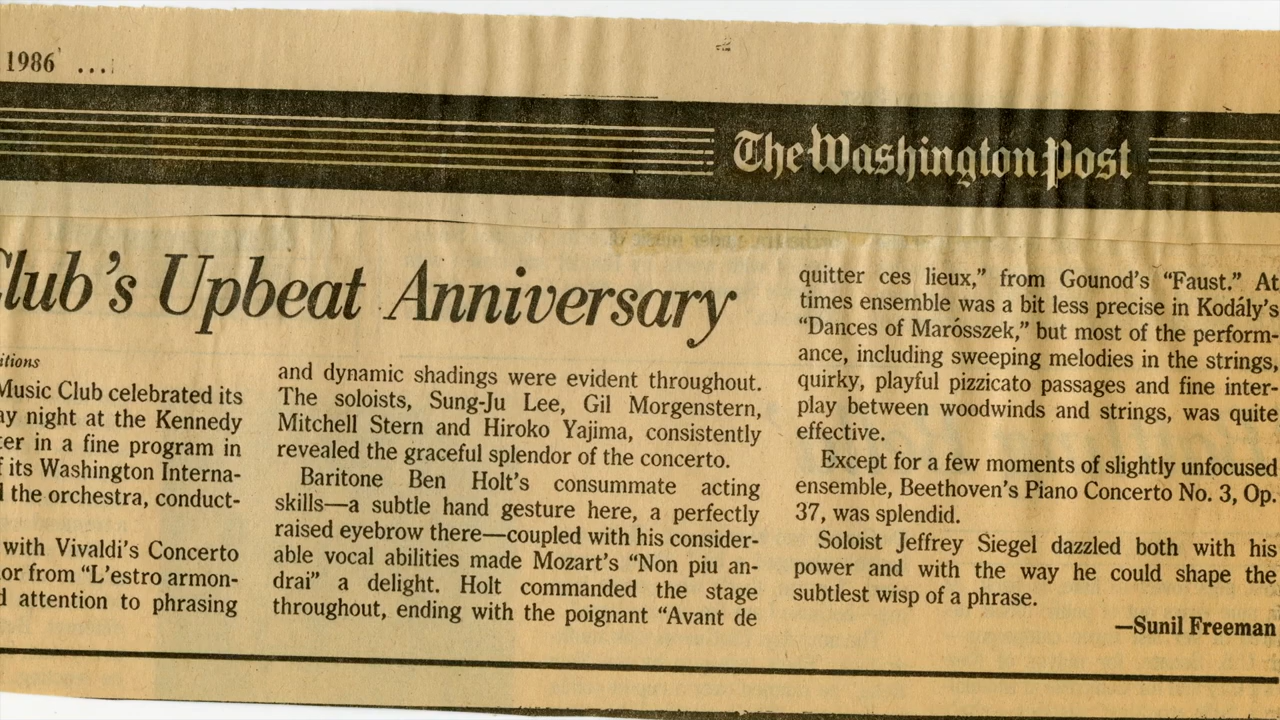 1986 ...
The Washington Post
Club's Upbeat Anniversary
Music Club celebrated its
night at the Kennedy
in a fine program in
its Washington Interna-
the orchestra, conduct-
with Vivaldi's Concerto
from “L'estro armon-
attention to phrasing
and dynamic shadings were evident throughout.
The soloists, Sung-Ju Lee, Gil Morgenstern,
Mitchell Stern and Hiroko Yajima, consistently
revealed the graceful splendor of the concerto.
Baritone Ben Holt's consummate acting
skills—a subtle hand gesture here, a perfectly
raised eyebrow there—coupled with his consider-
able vocal abilities made Mozart's “Non piu an-
drai” a delight. Holt commanded the stage
throughout, ending with the poignant “Avant de
quitter ces lieux,” from Gounod's “Faust.” At
times ensemble was a bit less precise in Kodály's
“Dances of Marósszek,” but most of the perform-
ance, including sweeping melodies in the strings,
quirky, playful pizzicato passages and fine inter-
play between woodwinds and strings, was quite
effective.
Except for a few moments of slightly unfocused
ensemble, Beethoven's Piano Concerto No. 3, Op.
37, was splendid.
Soloist Jeffrey Siegel dazzled both with his
power and with the way he could shape the
subtlest wisp of a phrase.
—Sunil Freeman